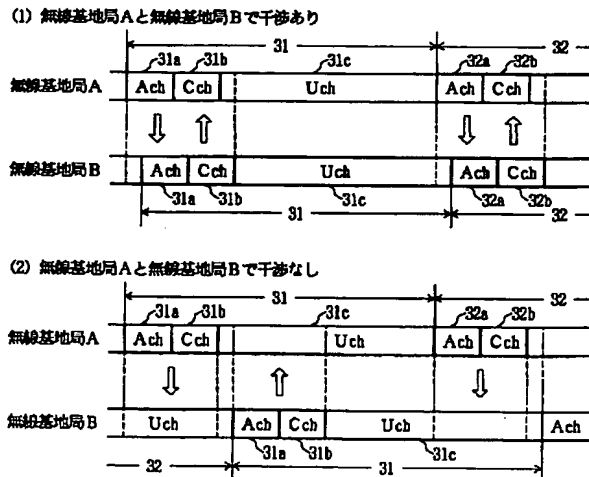 (1) 無線基地局Aと無線基地局Bで干渉あり
31 32
31a 31b 31c 32a 32b
無線基地局A Ach Cch Uch Ach Cch
無線基地局B Ach Cch Uch Ach Cch
31a 31b 31c 32a 32b
31 32
(2) 無線基地局Aと無線基地局Bで干渉なし
31 32
31a 31b 31c 32a 32b
無線基地局A Ach Cch Uch Ach Cch
無線基地局B Uch Ach Cch Uch Ach
31a 31b 31c
32 31